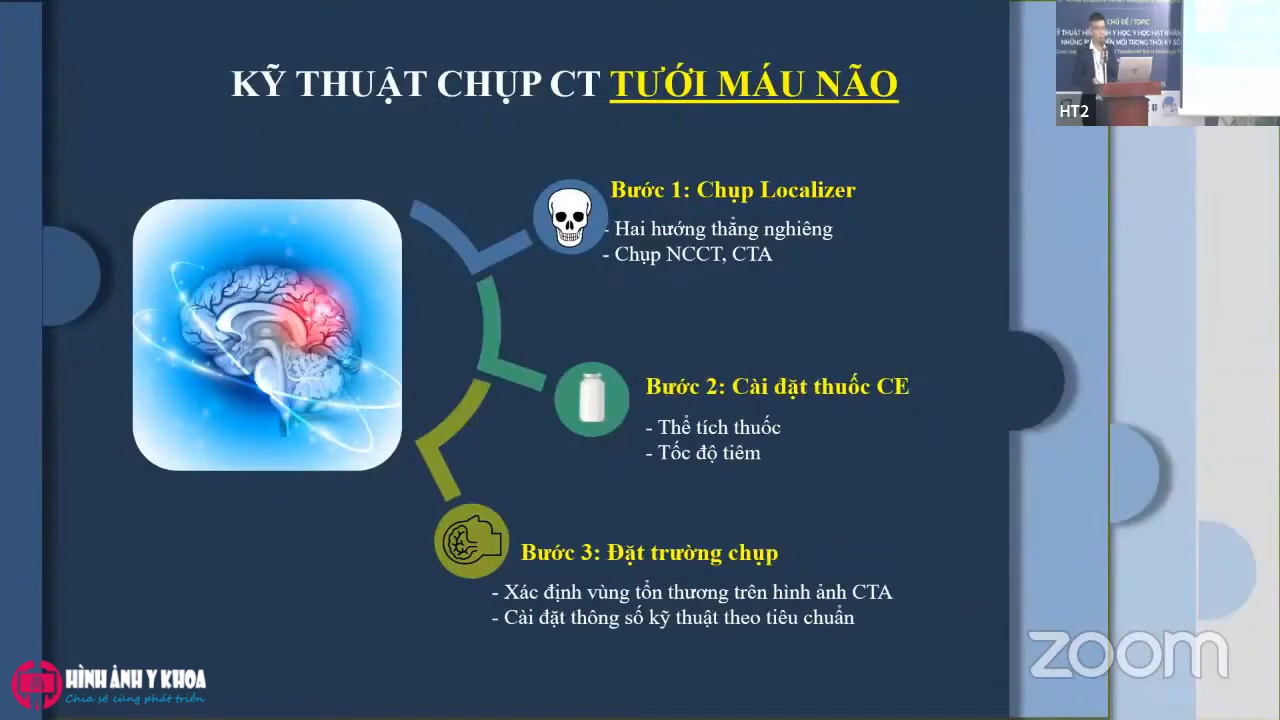 CHỦ ĐỀ / TOPIC
HT2
KỸ THUẬT CHỤP CT TƯỚI MÁU NÃO
Bước 1: Chụp Localizer
- Hai hướng thẳng nghiêng
- Chụp NCCT, CTA
Bước 2: Cài đặt thuốc CE
- Thể tích thuốc
- Tốc độ tiêm
Bước 3: Đặt trường chụp
- Xác định vùng tổn thương trên hình ảnh CTA
- Cài đặt thông số kỹ thuật theo tiêu chuẩn
zoom
HÌNH ẢNH Y KHOA
Chia sẻ cùng phát triển